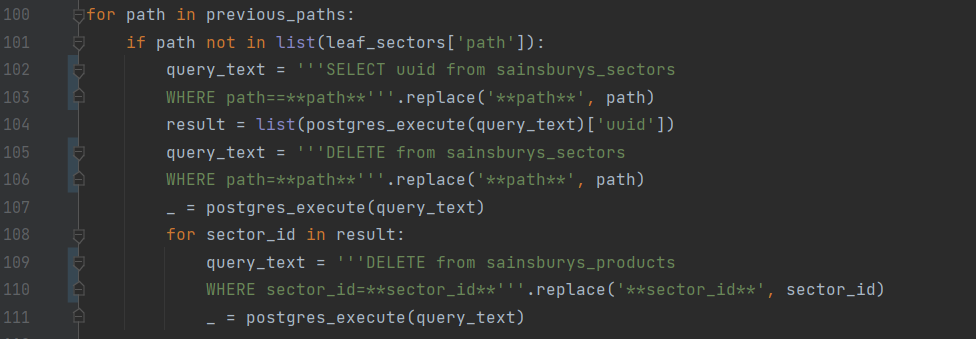 100 for path in previous_paths:
101     if path not in list(leaf_sectors['path']):
102         query_text = '''SELECT uuid from sainsburys_sectors
103         WHERE path==**path**'''.replace('**path**', path)
104         result = list(postgres_execute(query_text)['uuid'])
105         query_text = '''DELETE from sainsburys_sectors
106         WHERE path=**path**'''.replace('**path**', path)
107         _ = postgres_execute(query_text)
108         for sector_id in result:
109             query_text = '''DELETE from sainsburys_products
110             WHERE sector_id=**sector_id**'''.replace('**sector_id**', sector_id)
111             _ = postgres_execute(query_text)